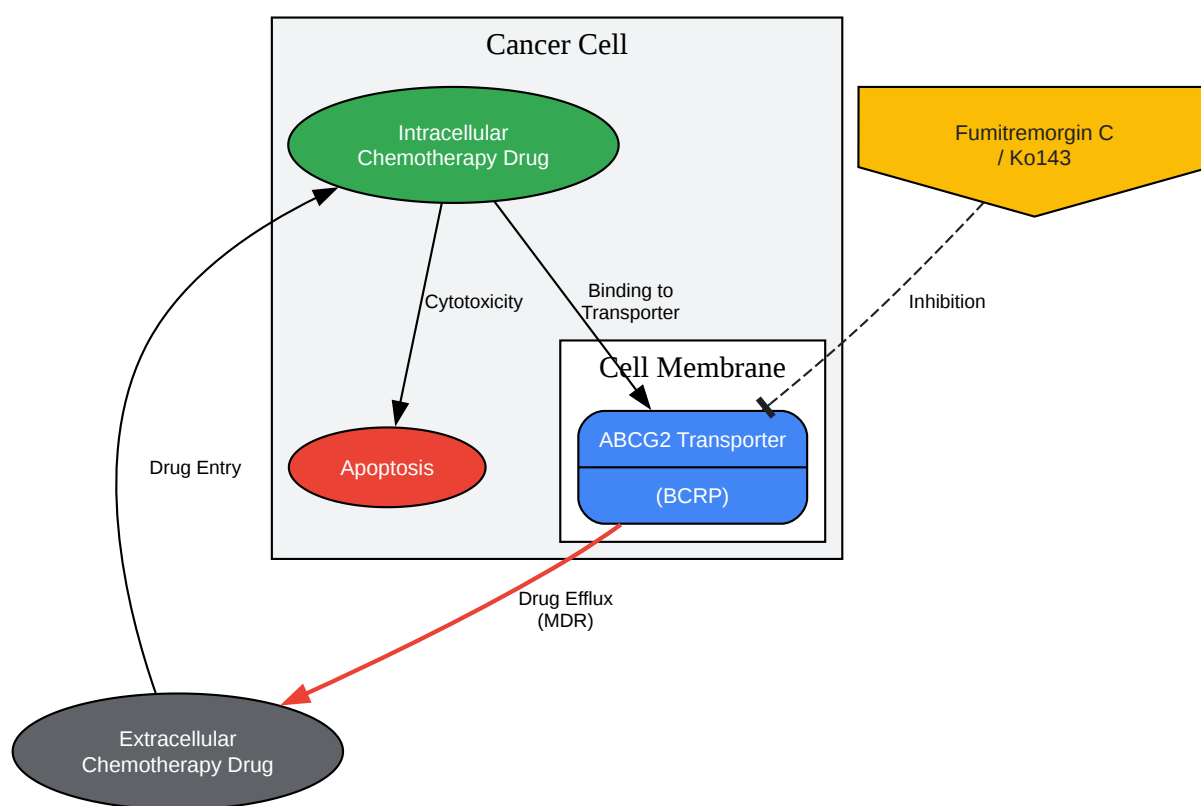 Cancer Cell
Intracellular
Chemotherapy Drug
Fumitremorgin C
/ Ko143
Cytotoxicity
Binding to
Transporter
Inhibition
Cell Membrane
ABCG2 Transporter
(BCRP)
Apoptosis
Drug Entry
Drug Efflux
(MDR)
Extracellular
Chemotherapy Drug